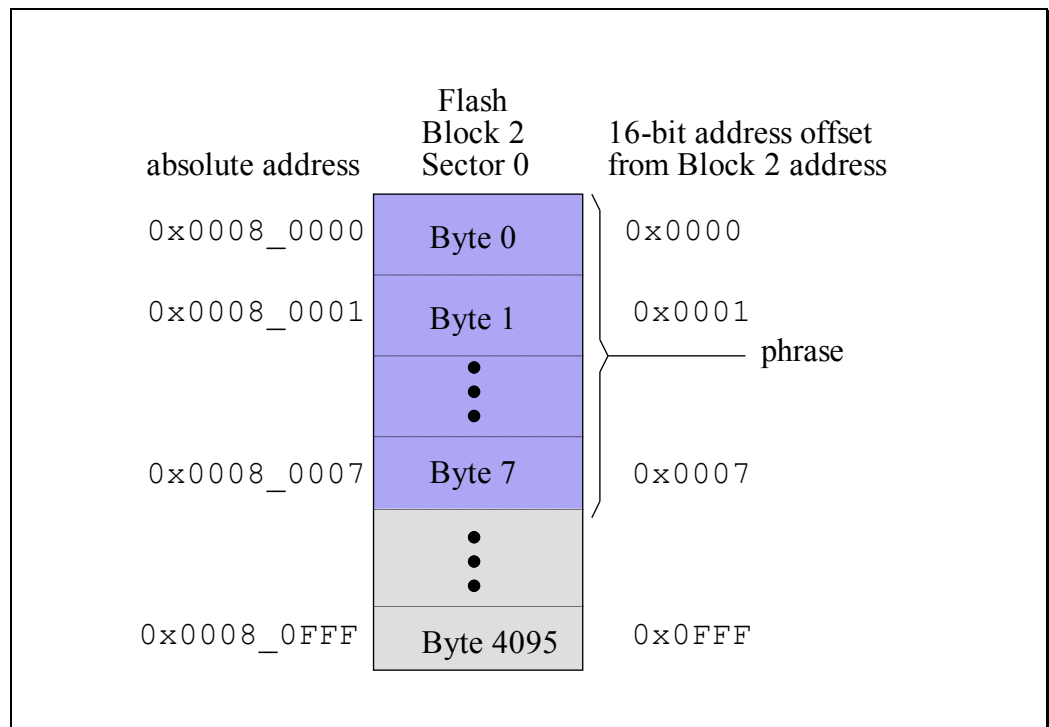 Flash
Block 2
Sector 0
absolute address
16-bit address offset
from Block 2 address
0x0008_0000
Byte 0
0x0000
0x0008_0001
Byte 1
0x0001
phrase
0x0008_0007
Byte 7
0x0007
0x0008_0FFF
Byte 4095
0x0FFF